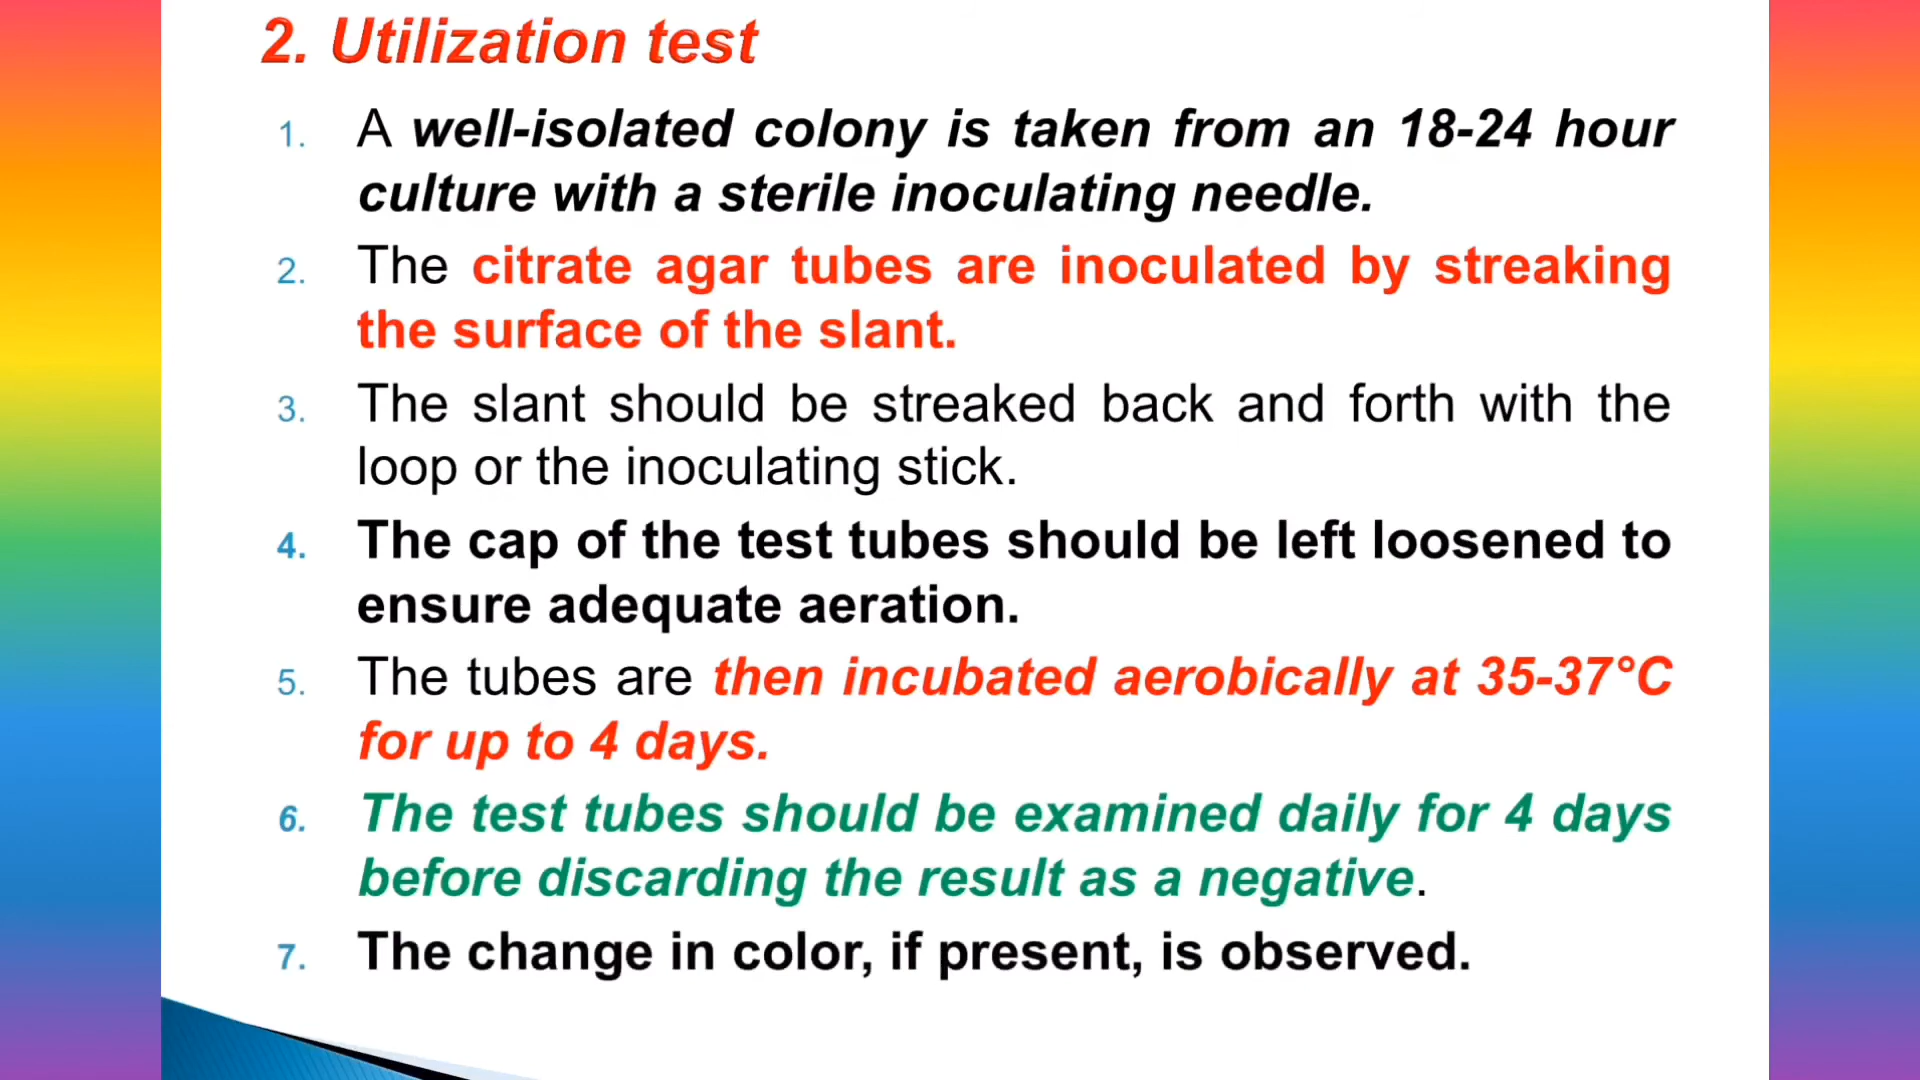 2. Utilization test
1. A well-isolated colony is taken from an 18-24 hour
culture with a sterile inoculating needle.
2. The citrate agar tubes are inoculated by streaking
the surface of the slant.
3. The slant should be streaked back and forth with the
loop or the inoculating stick.
4. The cap of the test tubes should be left loosened to
ensure adequate aeration.
5. The tubes are then incubated aerobically at 35-37°C
for up to 4 days.
6. The test tubes should be examined daily for 4 days
before discarding the result as a negative.
7. The change in color, if present, is observed.